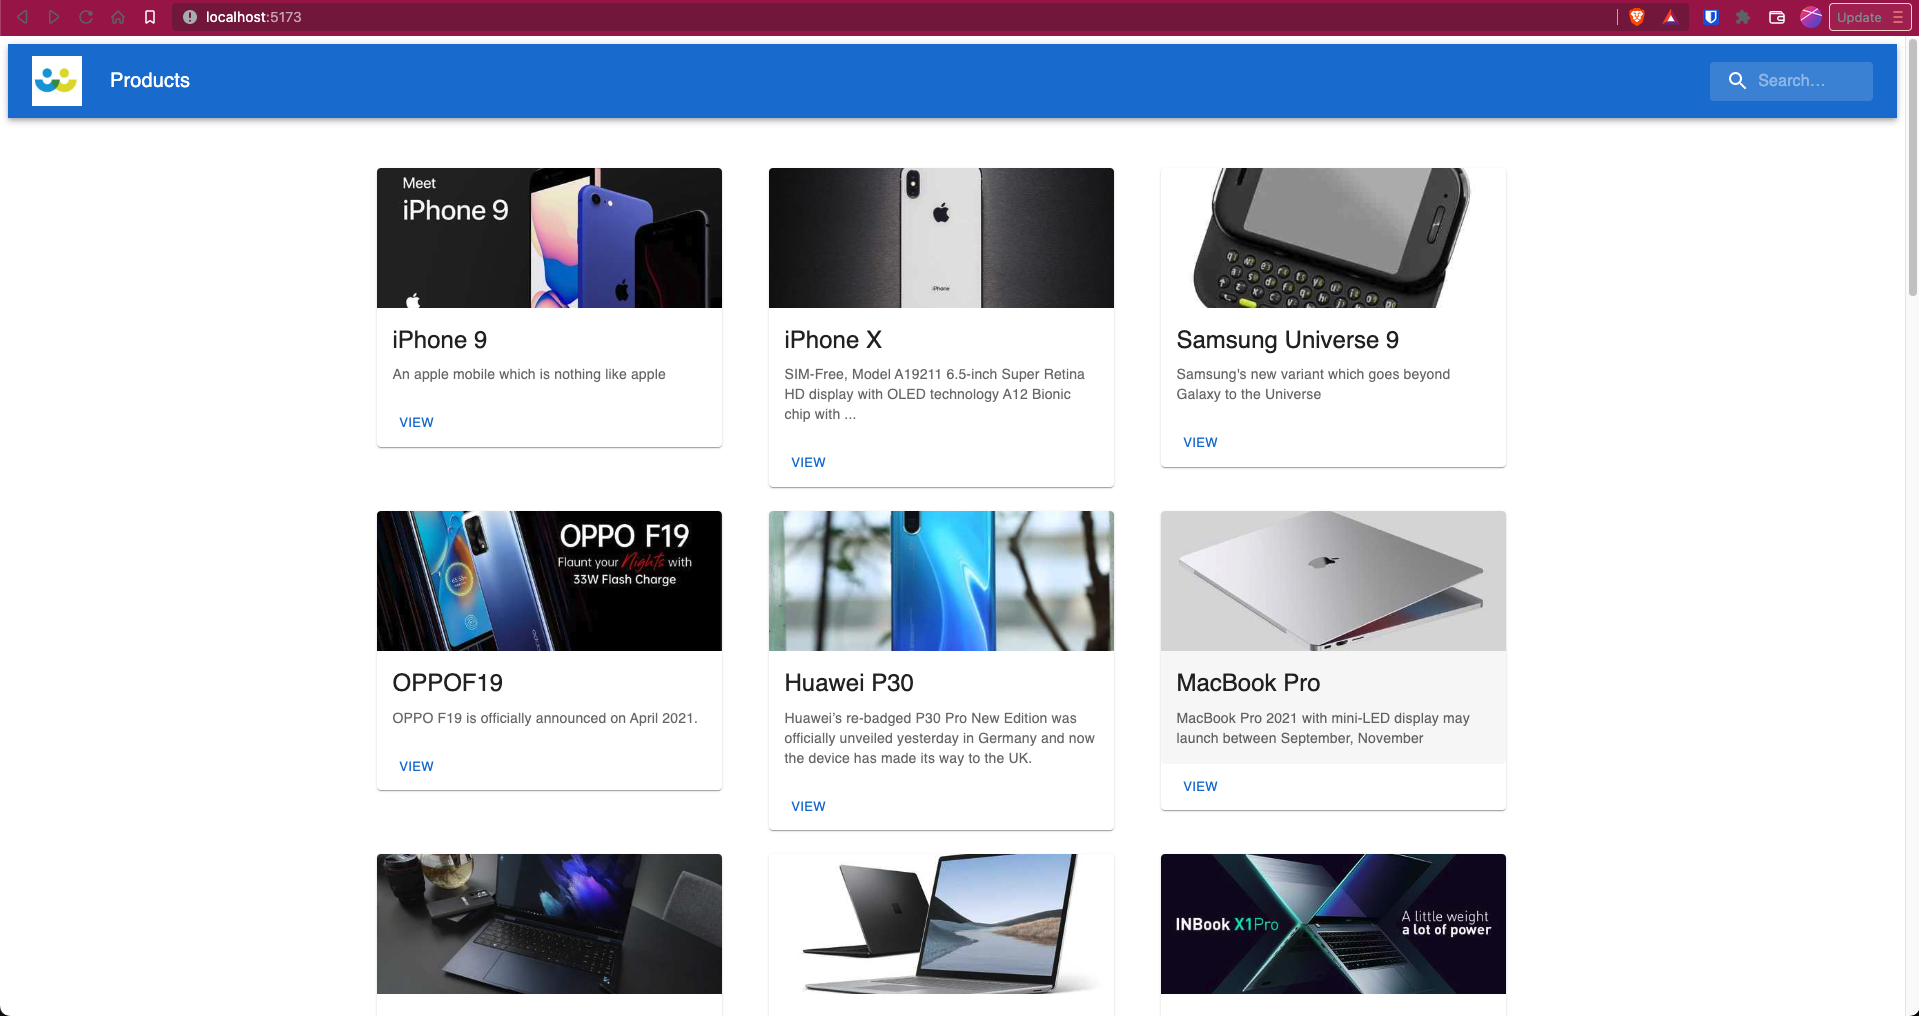 localhost:5173
Update
Products
Search…
Meet
iPhone 9
iPhone
iPhone 9
An apple mobile which is nothing like apple
VIEW
iPhone X
SIM-Free, Model A19211 6.5-inch Super Retina
HD display with OLED technology A12 Bionic
chip with ...
VIEW
Samsung Universe 9
Samsung's new variant which goes beyond
Galaxy to the Universe
VIEW
OPPO F19
Flaunt your Nights with
33W Flash Charge
OPPOF19
OPPO F19 is officially announced on April 2021.
VIEW
Huawei P30
Huawei’s re-badged P30 Pro New Edition was
officially unveiled yesterday in Germany and now
the device has made its way to the UK.
VIEW
MacBook Pro
MacBook Pro 2021 with mini-LED display may
launch between September, November
VIEW
INBook X1Pro
A little weight
a lot of power